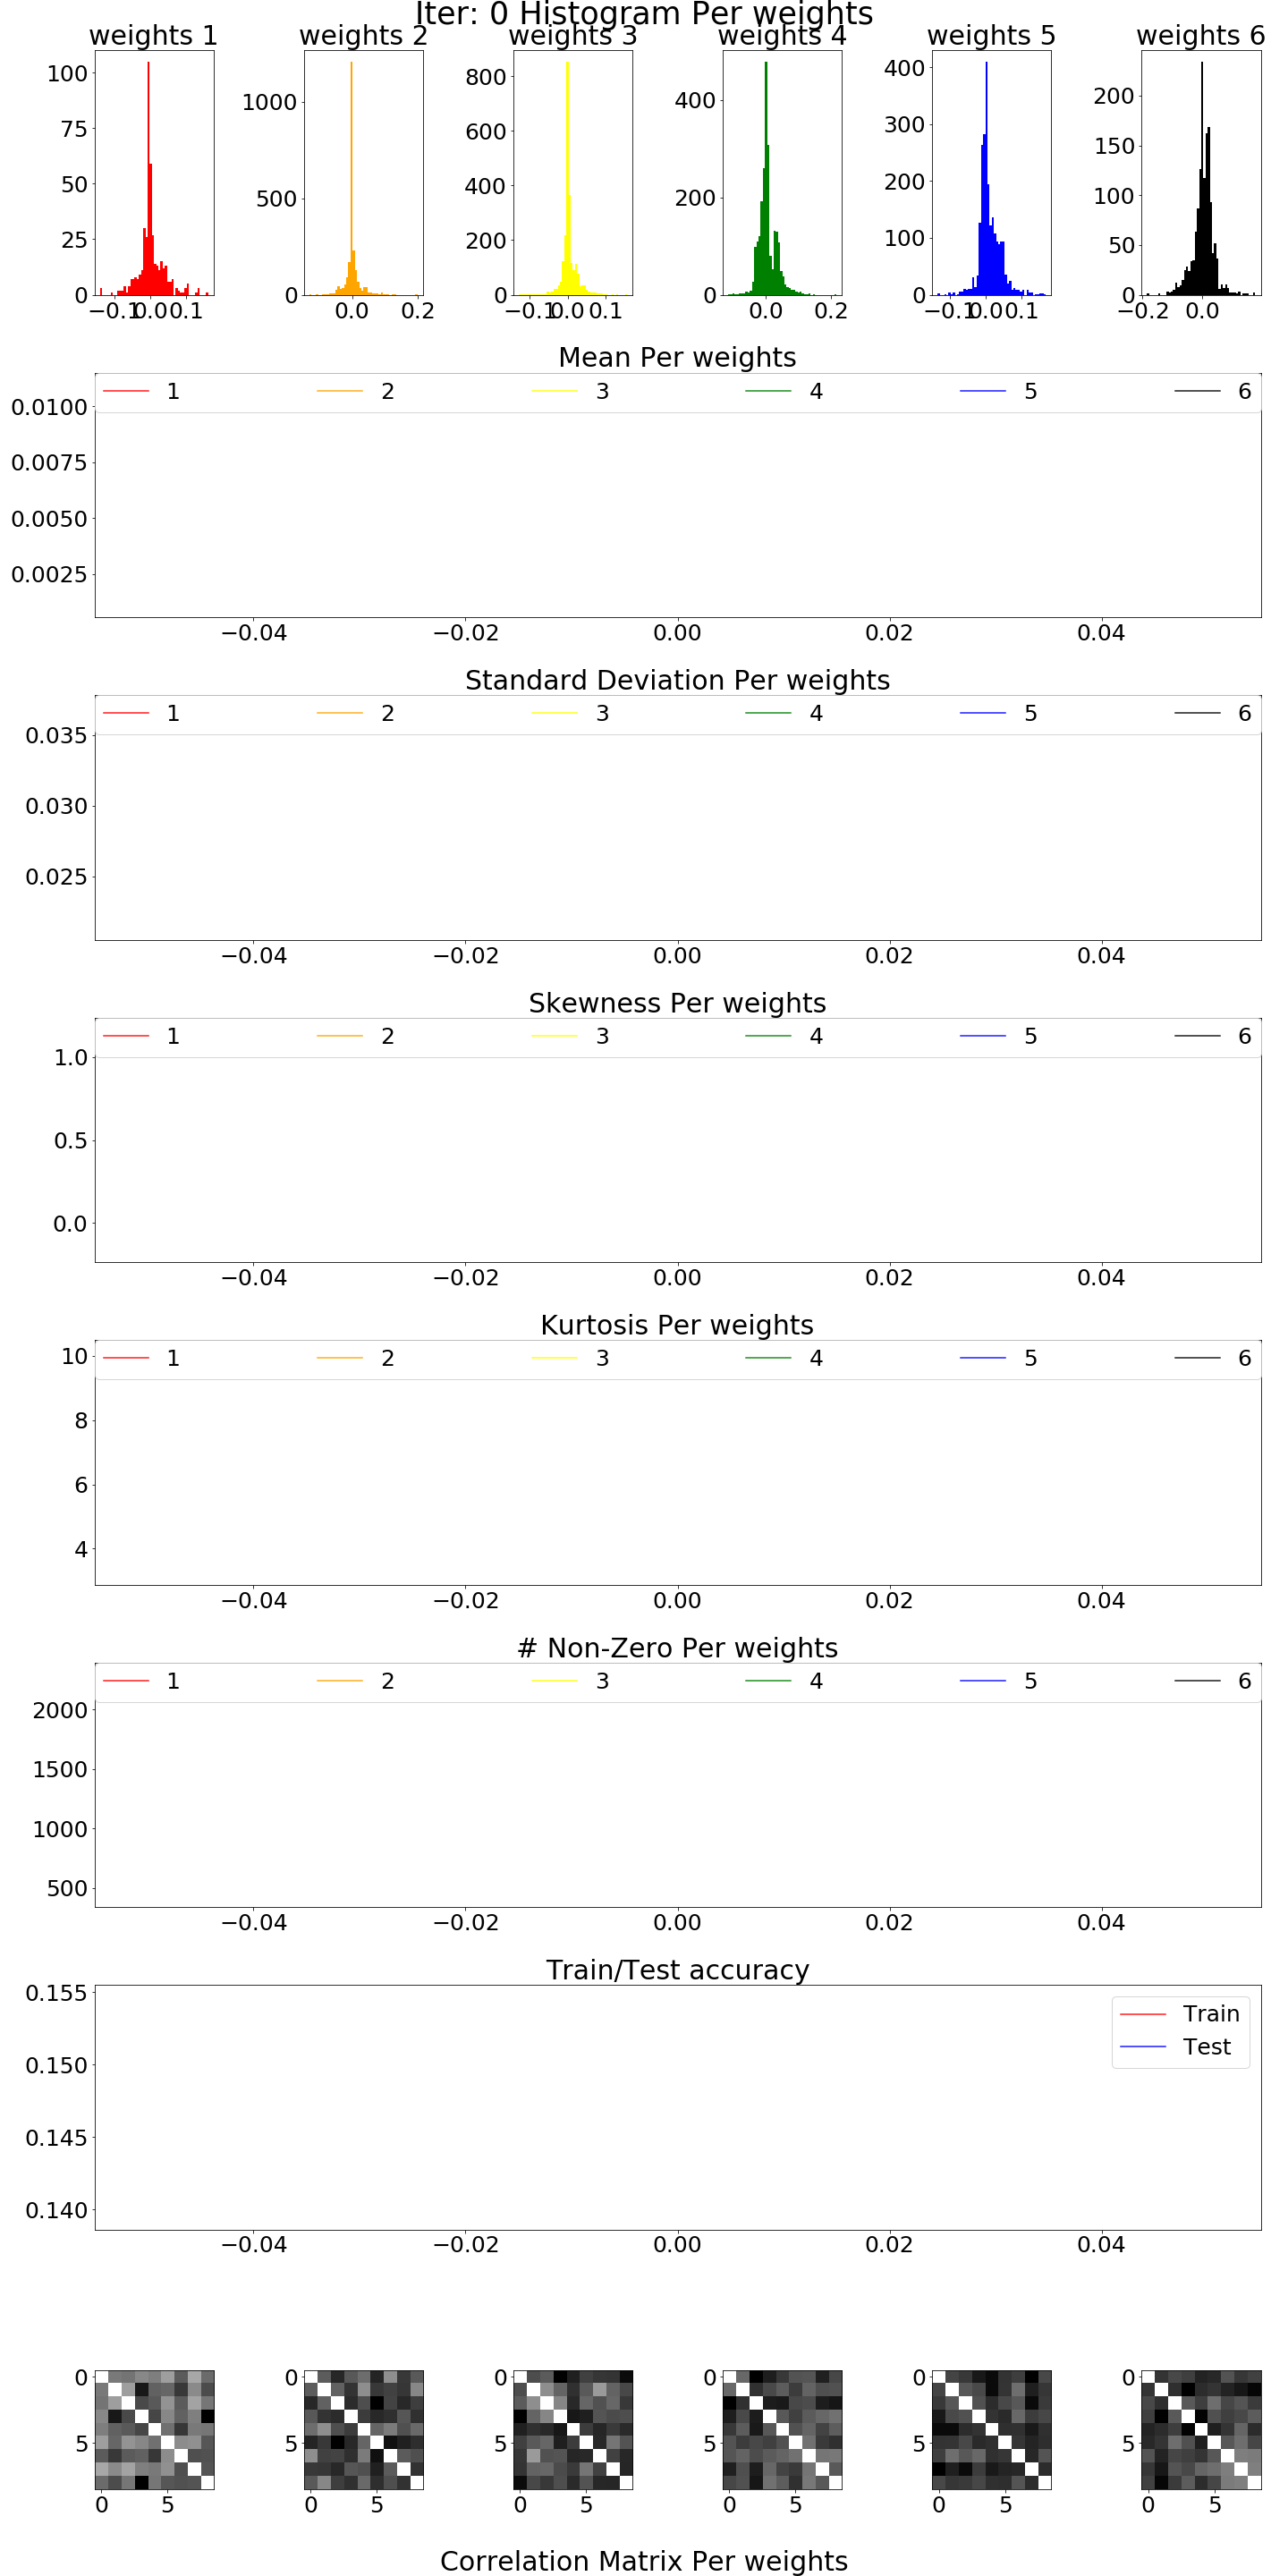 Iter: 0 Histogram Per weights
weights 1 weights 2 weights 3 weights 4 weights 5 weights 6
100
75
50
25
0
−0.1 0.0 0.1
1000
500
0
0.0 0.2
800
600
400
200
0
−0.1 0.0 0.1
400
200
0
0.0 0.2
400
300
200
100
0
−0.1 0.0 0.1
200
150
100
50
0
−0.2 0.0
Mean Per weights
1 2 3 4 5 6
0.0100
0.0075
0.0050
0.0025
−0.04 −0.02 0.00 0.02 0.04
Standard Deviation Per weights
1 2 3 4 5 6
0.035
0.030
0.025
−0.04 −0.02 0.00 0.02 0.04
Skewness Per weights
1 2 3 4 5 6
1.0
0.5
0.0
−0.04 −0.02 0.00 0.02 0.04
Kurtosis Per weights
1 2 3 4 5 6
10
8
6
4
−0.04 −0.02 0.00 0.02 0.04
# Non-Zero Per weights
1 2 3 4 5 6
2000
1500
1000
500
−0.04 −0.02 0.00 0.02 0.04
Train/Test accuracy
Train
Test
0.155
0.150
0.145
0.140
−0.04 −0.02 0.00 0.02 0.04
0 0 0 0 0 0
5 5 5 5 5 5
0 5 0 5 0 5 0 5 0 5 0 5
Correlation Matrix Per weights